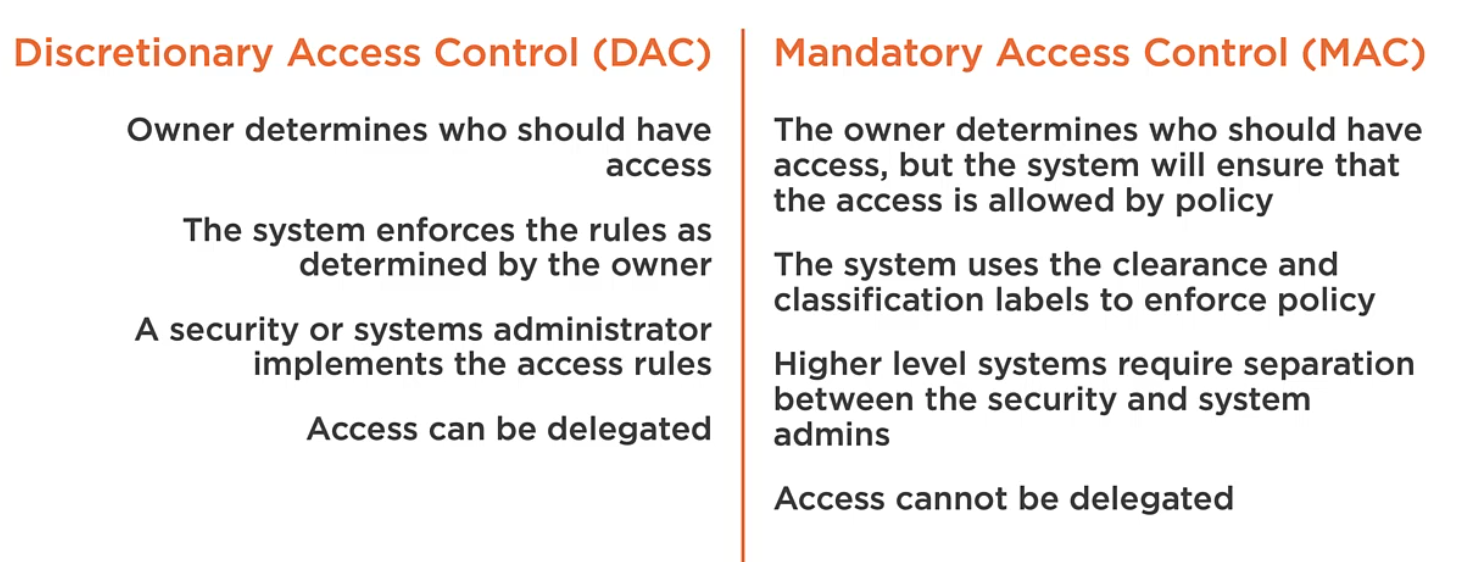 Discretionary Access Control (DAC)
Owner determines who should have
access
The system enforces the rules as
determined by the owner
A security or systems administrator
implements the access rules
Access can be delegated
Mandatory Access Control (MAC)
The owner determines who should have
access, but the system will ensure that
the access is allowed by policy
The system uses the clearance and
classification labels to enforce policy
Higher level systems require separation
between the security and system
admins
Access cannot be delegated